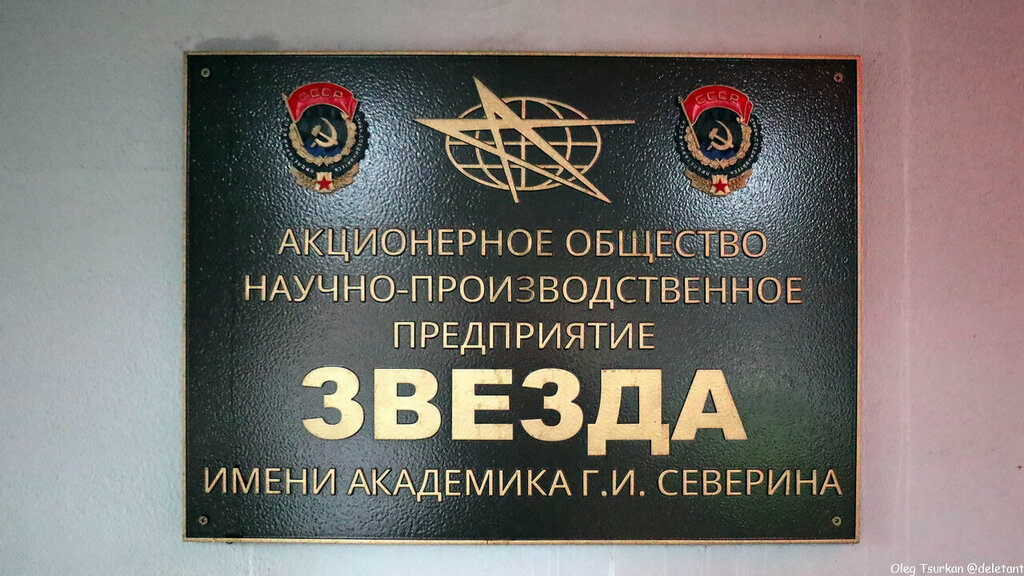 СССР
СССР
АКЦИОНЕРНОЕ ОБЩЕСТВО
НАУЧНО-ПРОИЗВОДСТВЕННОЕ
ПРЕДПРИЯТИЕ
ЗВЕЗДА
ИМЕНИ АКАДЕМИКА Г.И. СЕВЕРИНА
Oleg Tsurkan @deletant